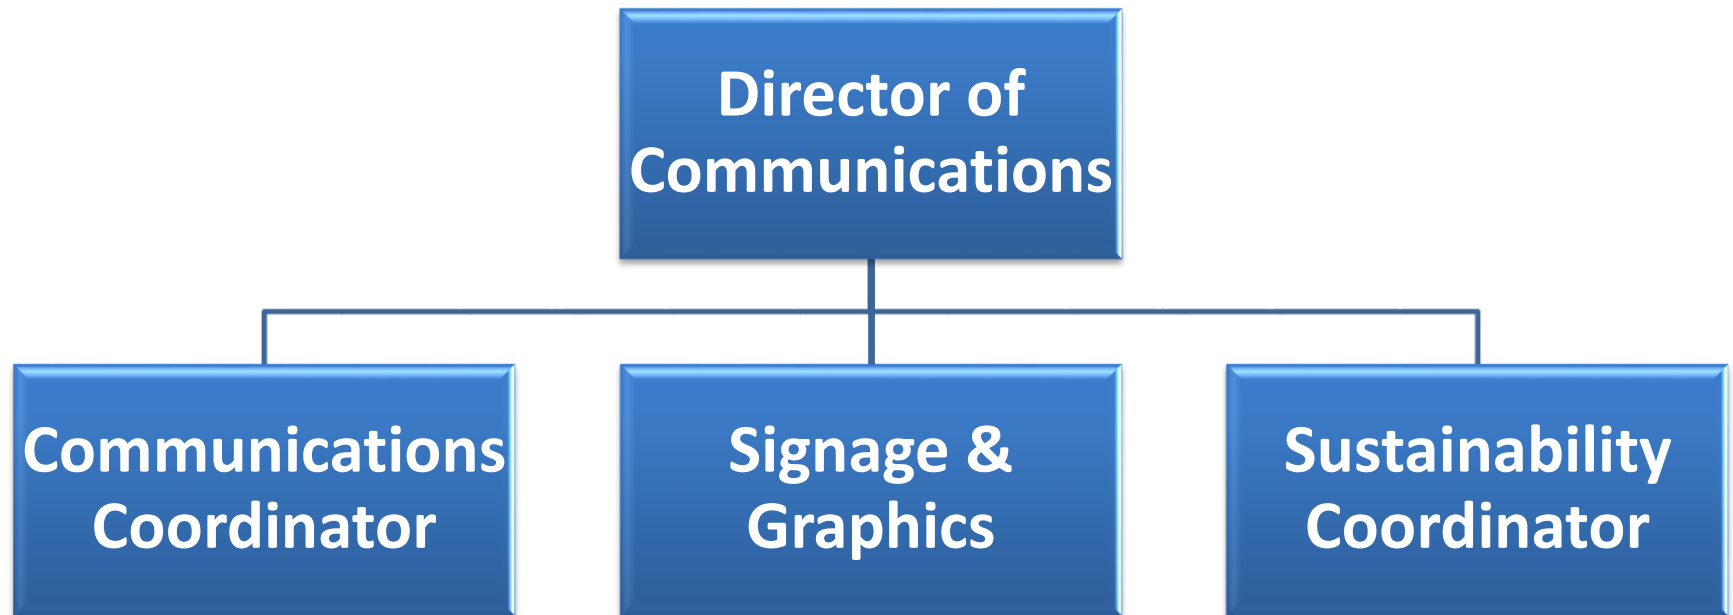 Director of
Communications
Communications
Coordinator
Signage &
Graphics
Sustainability
Coordinator